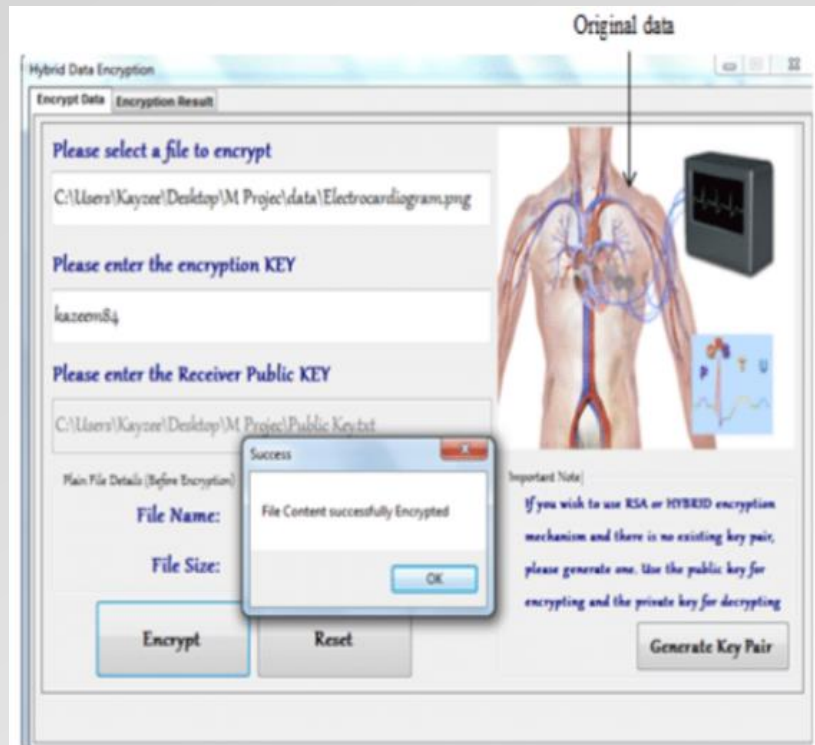 Original data
Hybrid Data Encryption
Encrypt Data Encryption Result
Please select a file to encrypt
C:\Users\Kayzee\Desktop\M Projec\data\Electrocardiogram.png
Please enter the encryption KEY
kazeem84
Please enter the Receiver Public KEY
C:\Users\Kayzee\Desktop\M Projec\Public Key.txt
Success
File Content successfully Encrypted
OK
Plain File Details (Before Encryption)
File Name:
File Size:
Encrypt
Reset
P Q R S T U
Important Note
If you wish to use RSA or HYBRID encryption
mechanism and there is no existing key pair,
please generate one. Use the public key for
encrypting and the private key for decrypting
Generate Key Pair